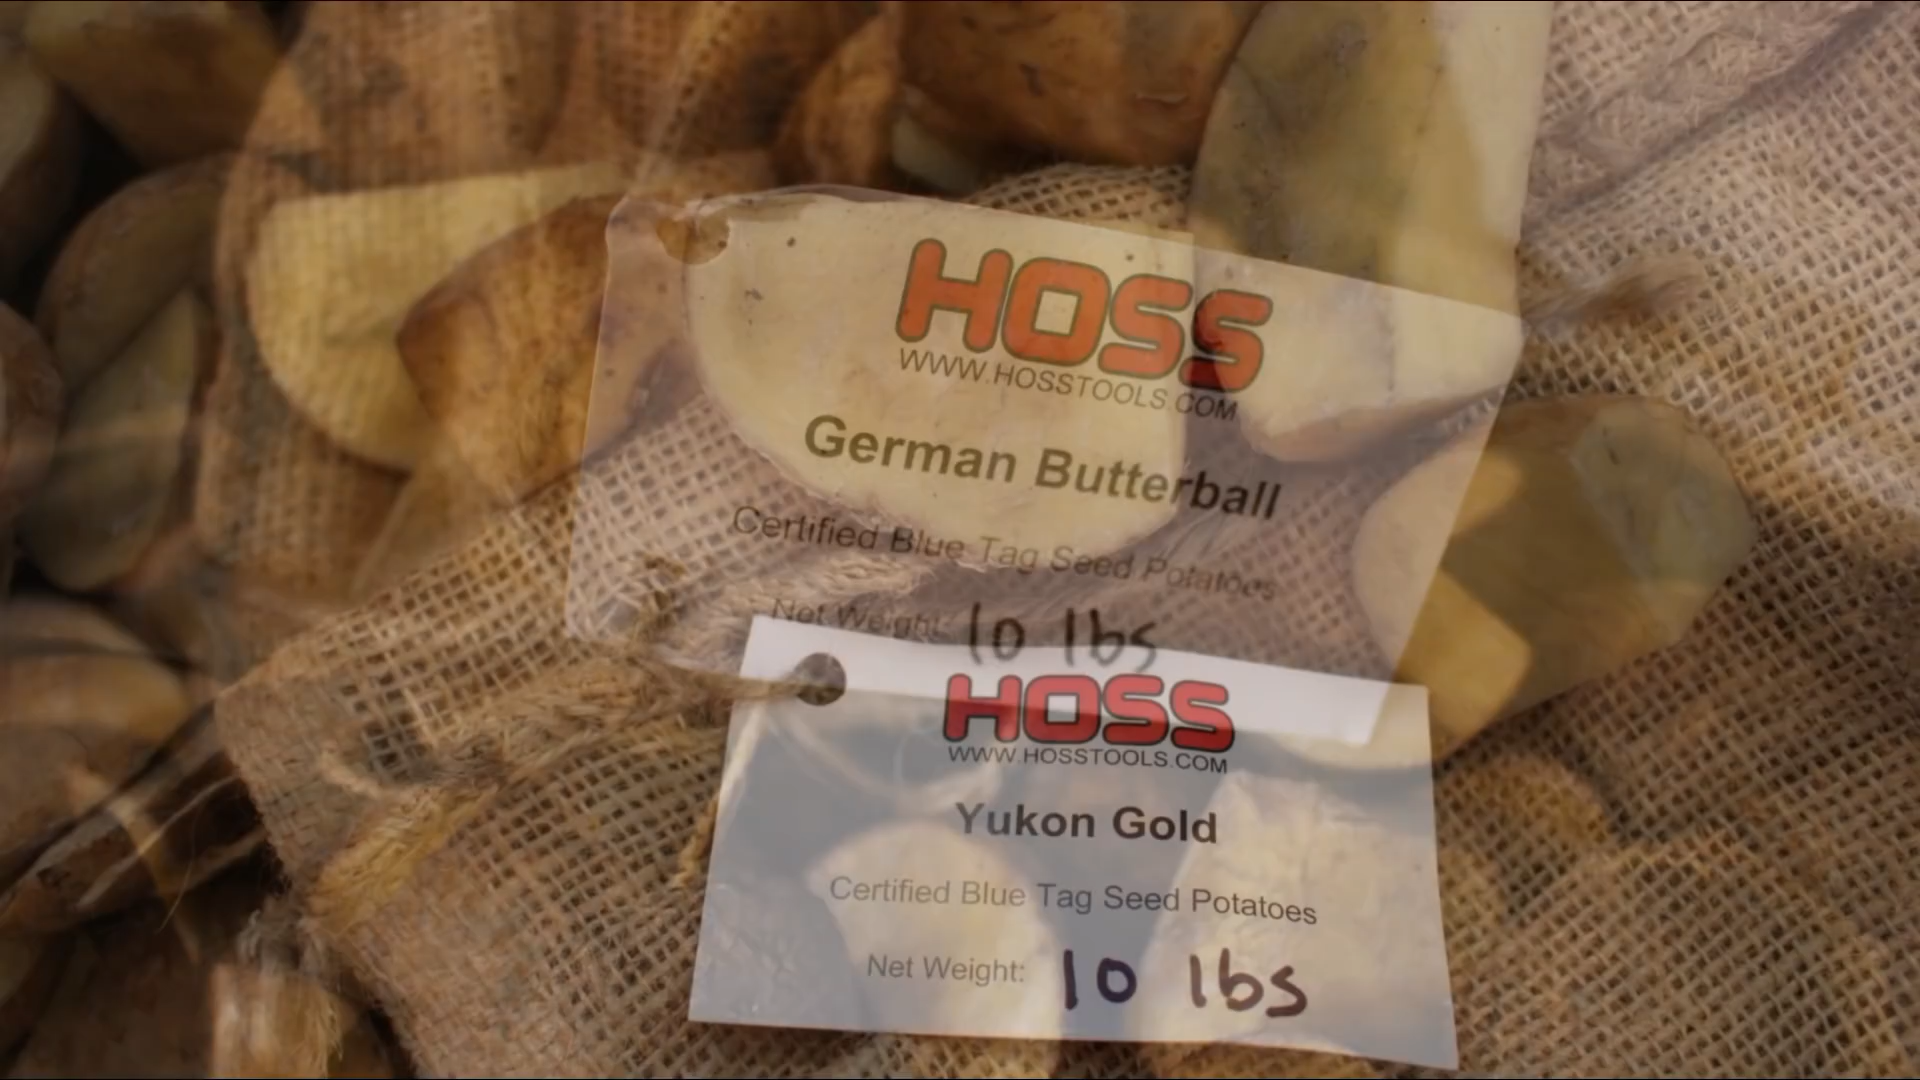 HOSS
WWW.HOSSTOOLS.COM
German Butterball
Certified Blue Tag Seed Potatoes
Net Weight: 10 lbs
HOSS
WWW.HOSSTOOLS.COM
Yukon Gold
Certified Blue Tag Seed Potatoes
Net Weight: 10 lbs